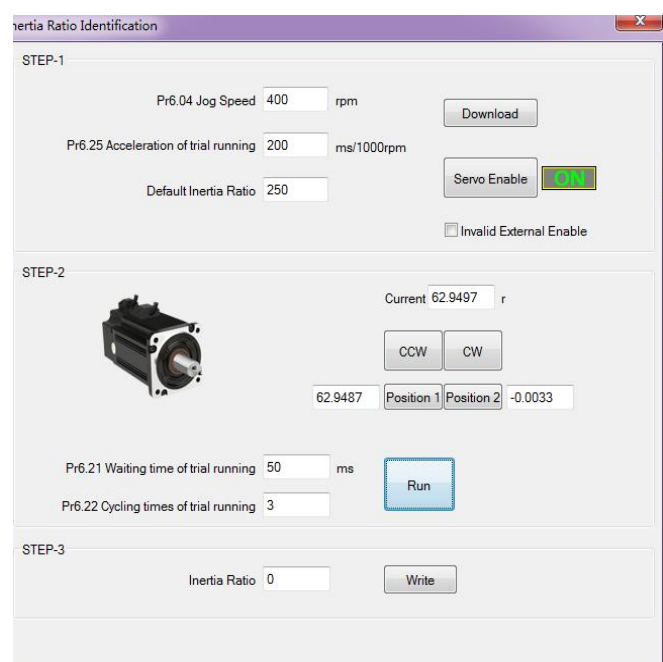 nertia Ratio Identification
x
STEP-1
Pr6.04 Jog Speed 400 rpm
Download
Pr6.25 Acceleration of trial running 200 ms/1000rpm
Servo Enable ON
Default Inertia Ratio 250
Invalid External Enable
STEP-2
Current 62.9497 r
CCW CW
62.9487 Position 1 Position 2 -0.0033
Pr6.21 Waiting time of trial running 50 ms
Run
Pr6.22 Cycling times of trial running 3
STEP-3
Inertia Ratio 0 Write